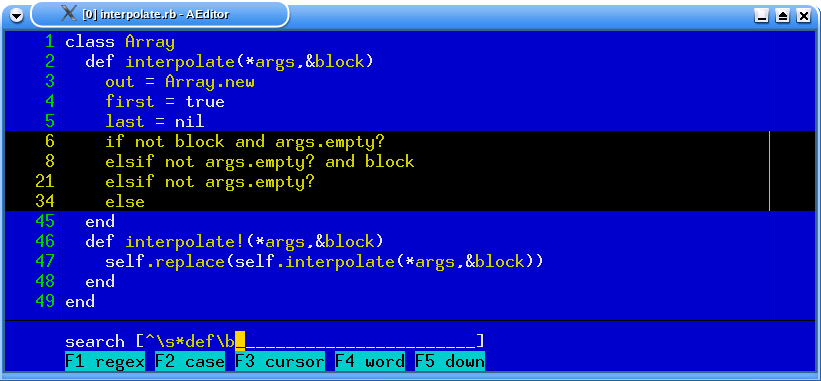 [0] interpolate.rb - AEditor
1 class Array
2   def interpolate(*args,&block)
3     out = Array.new
4     first = true
5     last = nil
6     if not block and args.empty?
8     elsif not args.empty? and block
21     elsif not args.empty?
34     else
45   end
46   def interpolate!(*args,&block)
47     self.replace(self.interpolate(*args,&block))
48   end
49 end
search [^\s*def\b________________________]
F1 regex F2 case F3 cursor F4 word F5 down